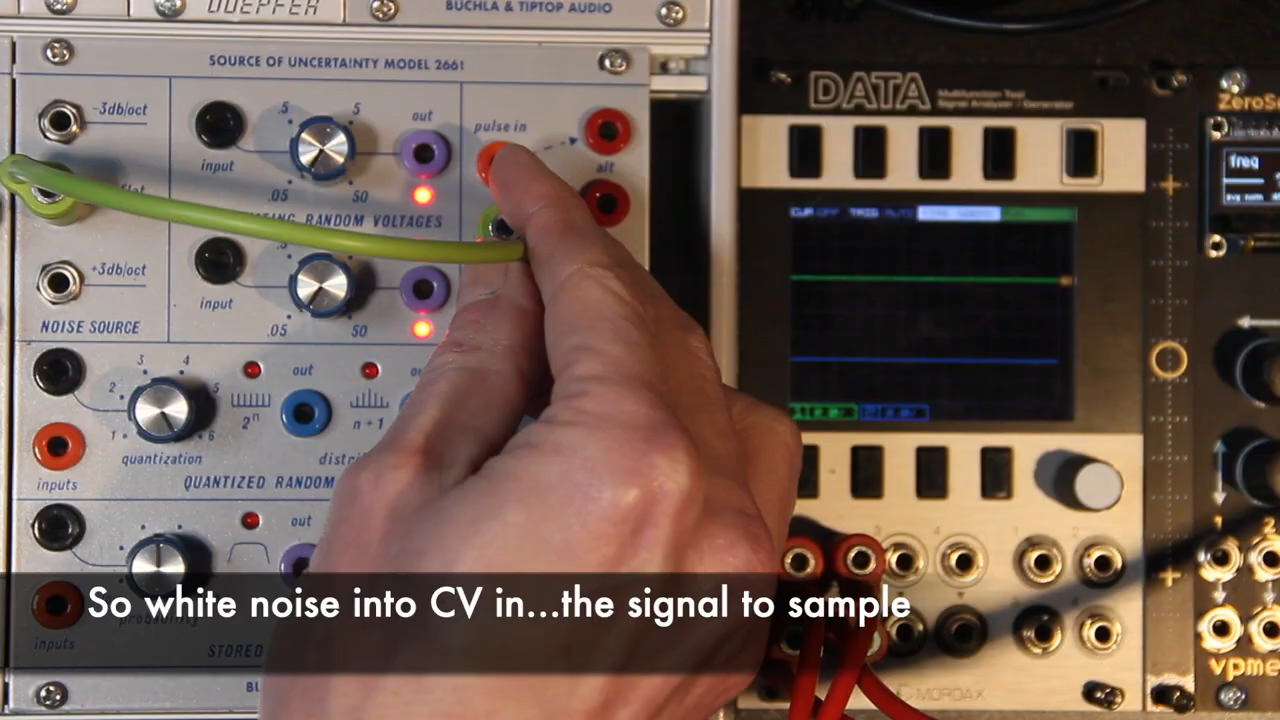 DOEPFER
BUCHLA & TIPTOP AUDIO
SOURCE OF UNCERTAINTY MODEL 266t
-3db/oct
flat
+3db/oct
NOISE SOURCE
input
.5
5
.05
50
out
RANDOM VOLTAGES
input
.05
50
pulse in
alt
1
2
3
4
5
6
quantization
2ⁿ
out
n+1
inputs
QUANTIZED RANDOM
out
inputs
STORED
DATA
Multifunction Tool
Signal Analyzer / Generator
MORDAX
freq
vpme
So white noise into CV in...the signal to sample